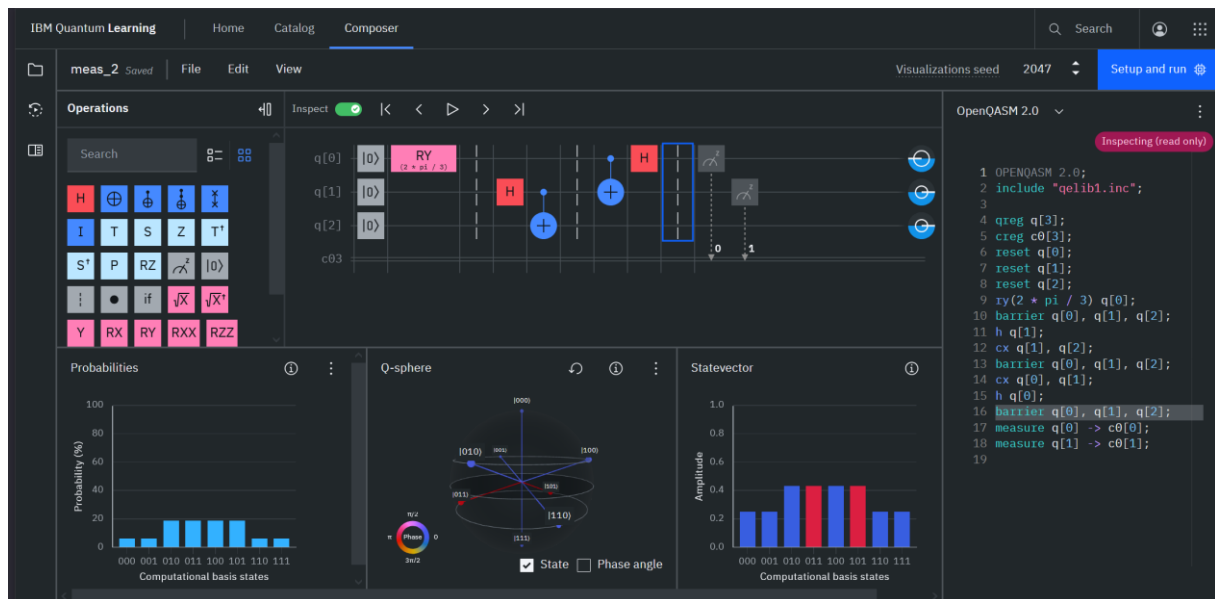 IBM Quantum Learning Home Catalog Composer Search
meas_2 Saved File Edit View Visualizations seed 2047 Setup and run
Operations
Search
H
I T S Z T†
S† P RZ z |0⟩
if √X √X†
Y RX RY RXX RZZ
Inspect
q[0] |0⟩ RY H z
(2 * pi / 3)
q[1] |0⟩ H z
q[2] |0⟩
0 1
c03
OpenQASM 2.0
Inspecting (read only)
1 OPENQASM 2.0;
2 include "qelib1.inc";
3
4 qreg q[3];
5 creg c0[3];
6 reset q[0];
7 reset q[1];
8 reset q[2];
9 ry(2 * pi / 3) q[0];
10 barrier q[0], q[1], q[2];
11 h q[1];
12 cx q[1], q[2];
13 barrier q[0], q[1], q[2];
14 cx q[0], q[1];
15 h q[0];
16 barrier q[0], q[1], q[2];
17 measure q[0] -> c0[0];
18 measure q[1] -> c0[1];
19
Probabilities
Probability (%)
100
80
60
40
20
0
000 001 010 011 100 101 110 111
Computational basis states
Q-sphere
|000⟩
|010⟩ |001⟩ |100⟩
|011⟩ |101⟩
|110⟩
|111⟩
π/2
π Phase 0
3π/2
State Phase angle
Statevector
Amplitude
1.0
0.8
0.6
0.4
0.2
0.0
000 001 010 011 100 101 110 111
Computational basis states